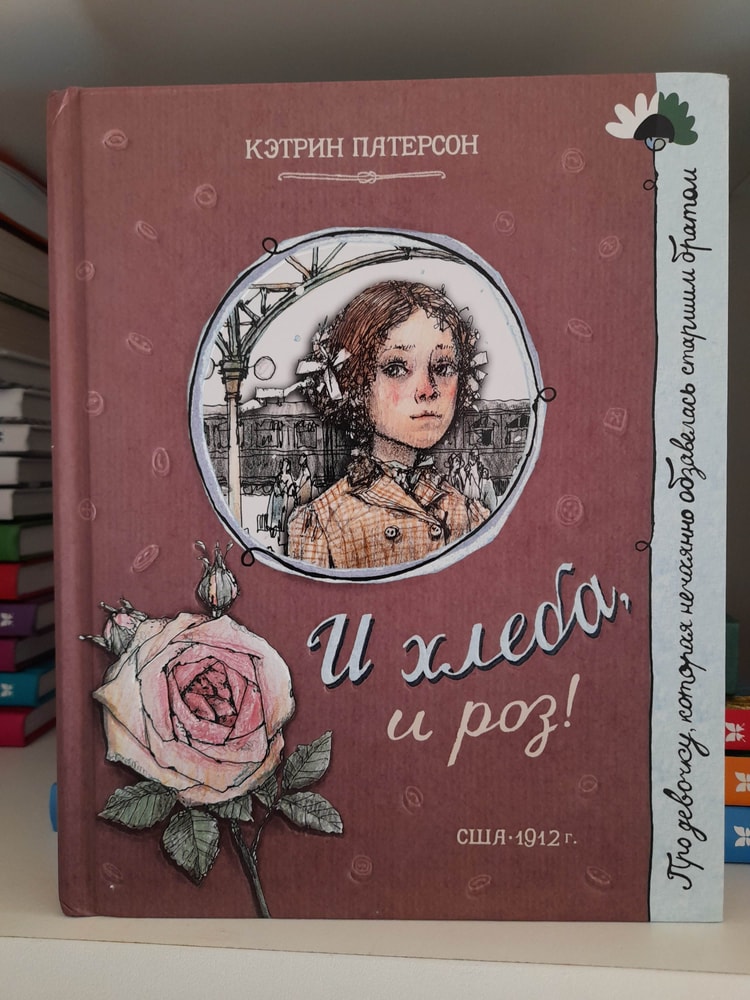 КЭТРИН ПАТЕРСОН
И хлеба,
и роз!
США·1912 г.
Про девочку, которая нечаянно обзавелась старшим братом